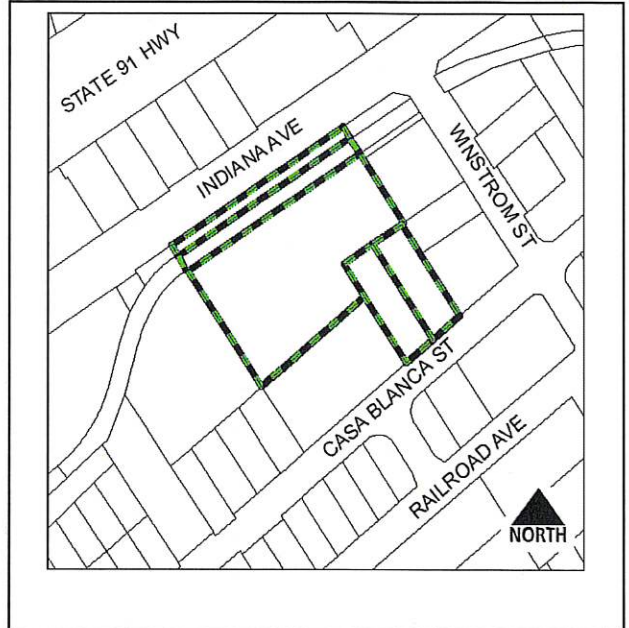 STATE 91 HWY
INDIANA AVE
WINSTROM ST
CASA BLANCA ST
RAILROAD AVE
NORTH